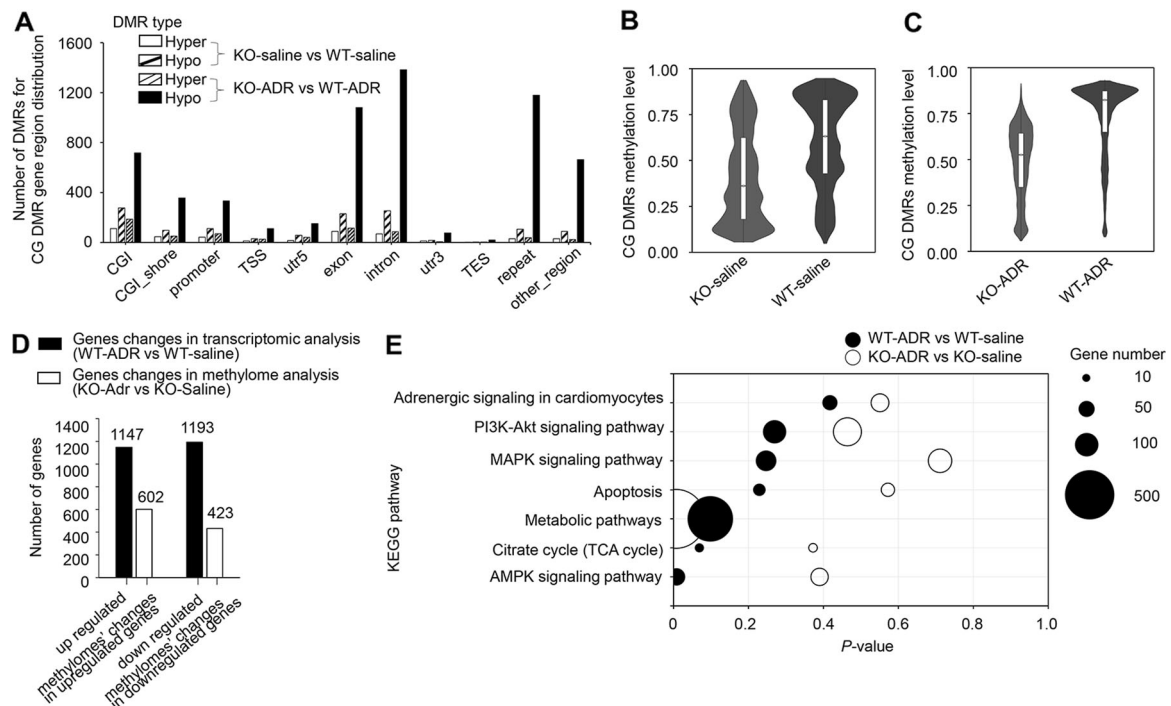 A
DMR type
Hyper
Hypo
KO-saline vs WT-saline
Hyper
Hypo
KO-ADR vs WT-ADR
Number of DMRs for
CG DMR gene region distribution
1600
1200
800
400
0
CGI
CGI_shore
promoter
TSS
utr5
exon
intron
utr3
TES
repeat
other_region
B
CG DMRs methylation level
1.00
0.75
0.50
0.25
0
KO-saline
WT-saline
C
CG DMRs methylation level
1.00
0.75
0.50
0.25
0
KO-ADR
WT-ADR
D
Genes changes in transcriptomic analysis
(WT-ADR vs WT-saline)
Genes changes in methylome analysis
(KO-Adr vs KO-Saline)
Number of genes
1400
1200
1000
800
600
400
200
0
1147
602
1193
423
up regulated
methylomes' changes
in upregulated genes
down regulated
methylomes' changes
in downregulated genes
E
WT-ADR vs WT-saline
KO-ADR vs KO-saline
KEGG pathway
Adrenergic signaling in cardiomyocytes
PI3K-Akt signaling pathway
MAPK signaling pathway
Apoptosis
Metabolic pathways
Citrate cycle (TCA cycle)
AMPK signaling pathway
0
0.2
0.4
0.6
0.8
1.0
P-value
Gene number
10
50
100
500